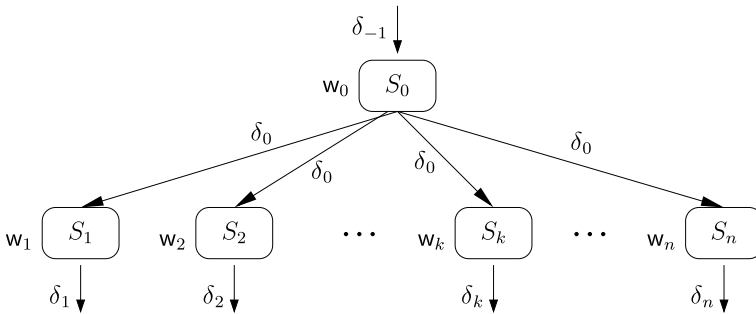 δ₋₁
w₀ S₀
δ₀ δ₀ δ₀ δ₀
w₁ S₁ w₂ S₂ ... wₖ Sₖ ... wₙ Sₙ
δ₁ δ₂ δₖ δₙ